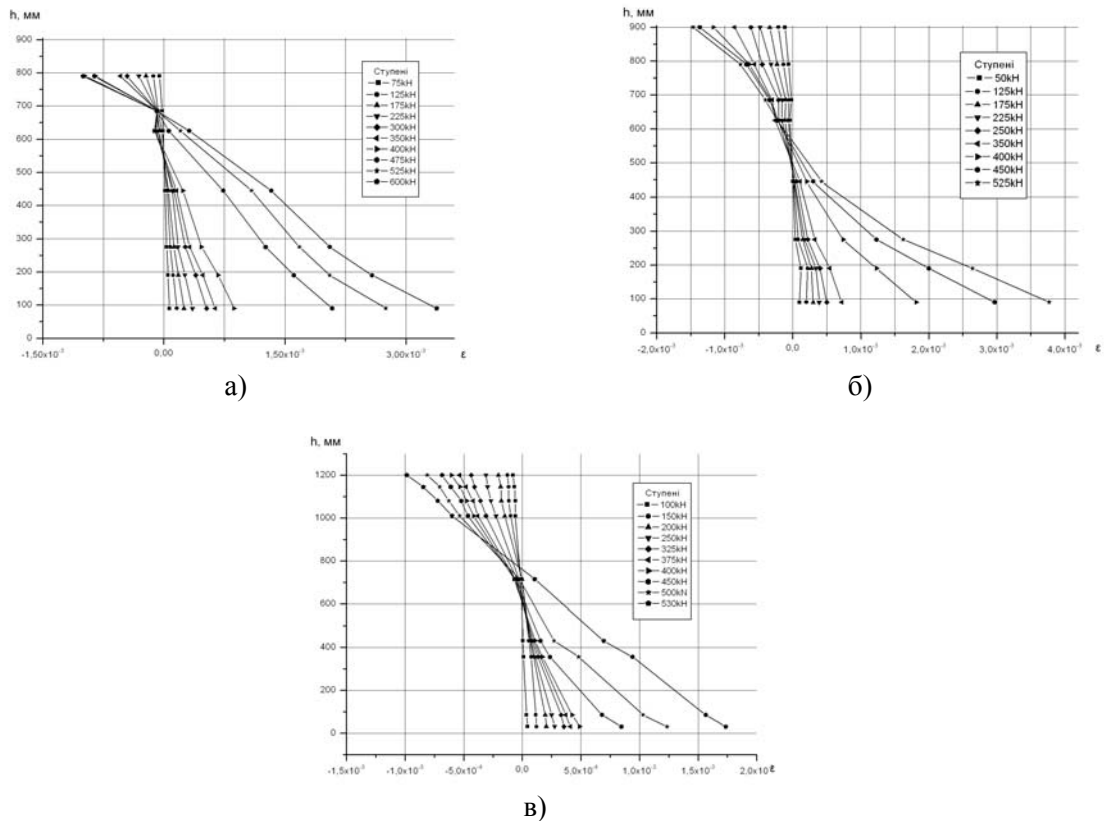 h, мм
900
800
700
600
500
400
300
200
100
0
-1,50x10⁻³
0,00
1,50x10⁻³
3,00x10⁻³
ε
Ступені
75kH
125kH
175kH
225kH
300kH
350kH
400kH
475kH
525kH
600kH
а)
h, мм
900
800
700
600
500
400
300
200
100
0
-2,0x10⁻³
-1,0x10⁻³
0,0
1,0x10⁻³
2,0x10⁻³
3,0x10⁻³
4,0x10⁻³
ε
Ступені
50kH
125kH
175kH
225kH
250kH
350kH
400kH
450kH
525kH
б)
h, мм
1200
1000
800
600
400
200
0
-1,5x10⁻³
-1,0x10⁻³
-5,0x10⁻⁴
0,0
5,0x10⁻⁴
1,0x10⁻³
1,5x10⁻³
ε
Ступені
100kH
150kH
200kH
250kH
325kH
375kH
400kH
450kH
500kN
530kH
в)